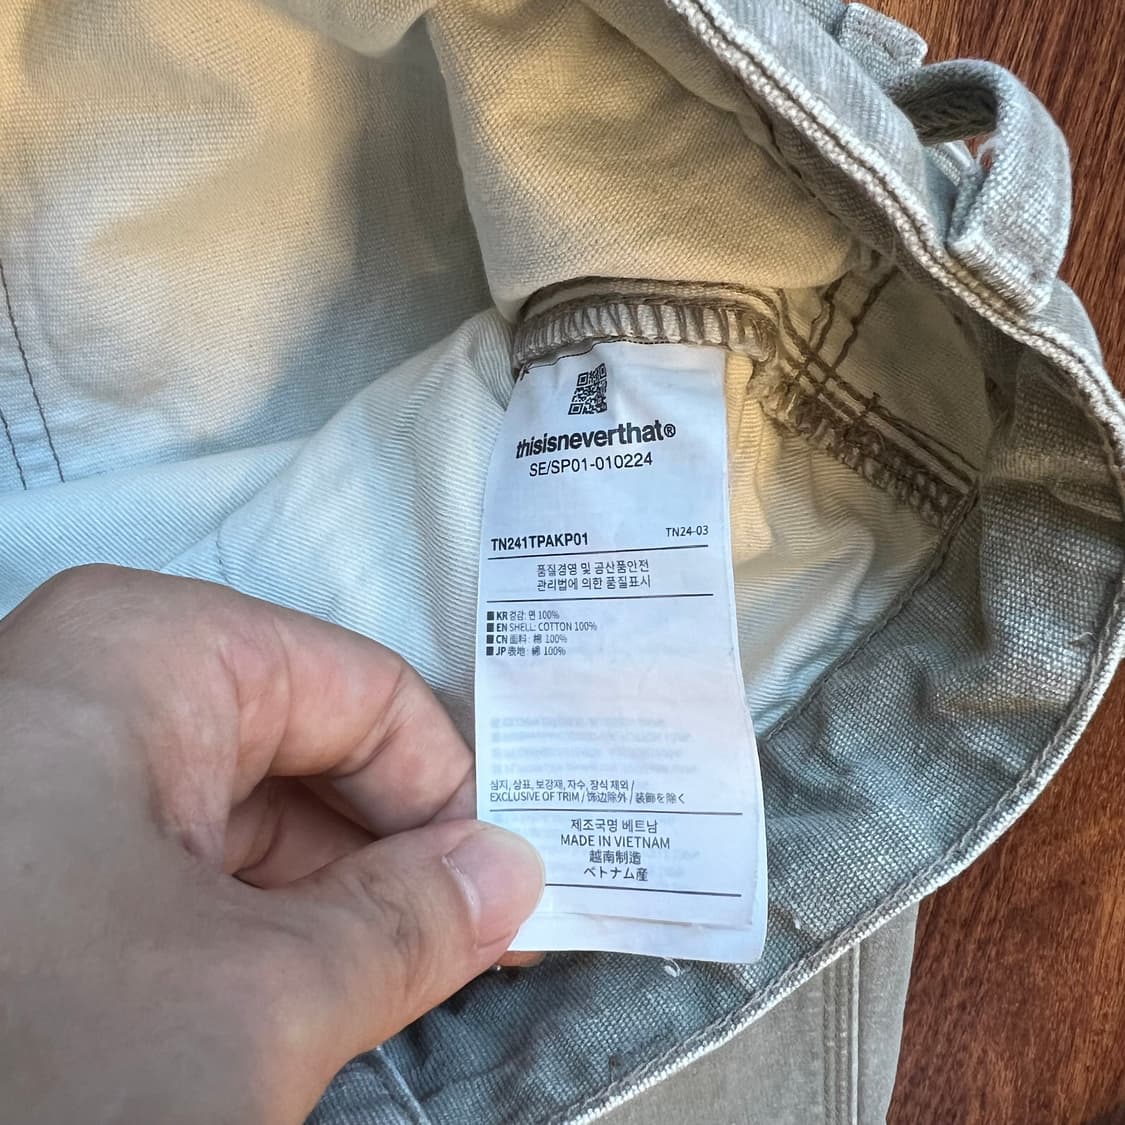 thisisneverthat®
SE/SP01-010224
TN241TPAKP01
TN24-03
품질경영 및 공산품안전
관리법에 의한 품질표시
KR 겉감: 면 100%
EN SHELL: COTTON 100%
CN 面料: 棉 100%
JP 表地: 綿 100%
심지, 상표, 보강재, 자수, 장식 제외 /
EXCLUSIVE OF TRIM / 饰边除外 / 装飾を除く
제조국명 베트남
MADE IN VIETNAM
越南制造
ベトナム産